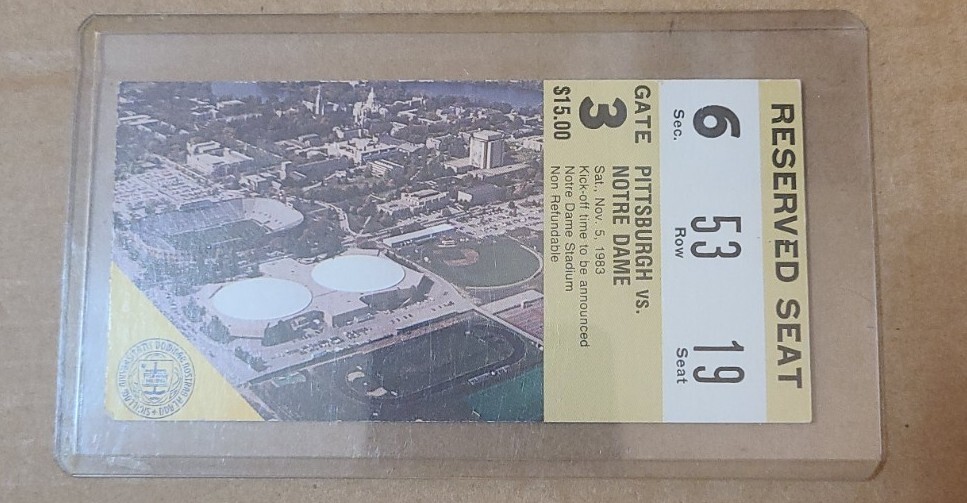 RESERVED SEAT
6 53 19
Sec. Row Seat
GATE
3
$15.00
PITTSBURGH VS.
NOTRE DAME
Sat., Nov. 5, 1983
Kick-off time to be announced
Notre Dame Stadium
Non Refundable